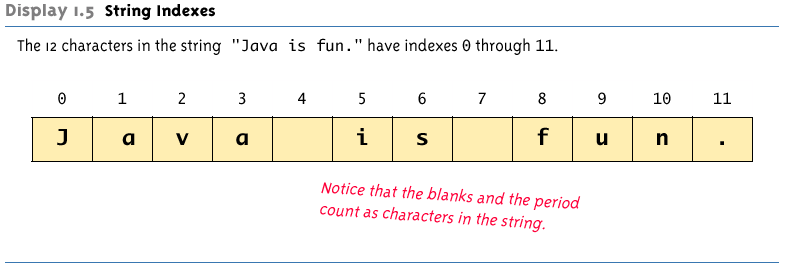 Display 1.5 String Indexes
The 12 characters in the string "Java is fun." have indexes 0 through 11.
0 1 2 3 4 5 6 7 8 9 10 11
J a v a i s f u n .
Notice that the blanks and the period
count as characters in the string.